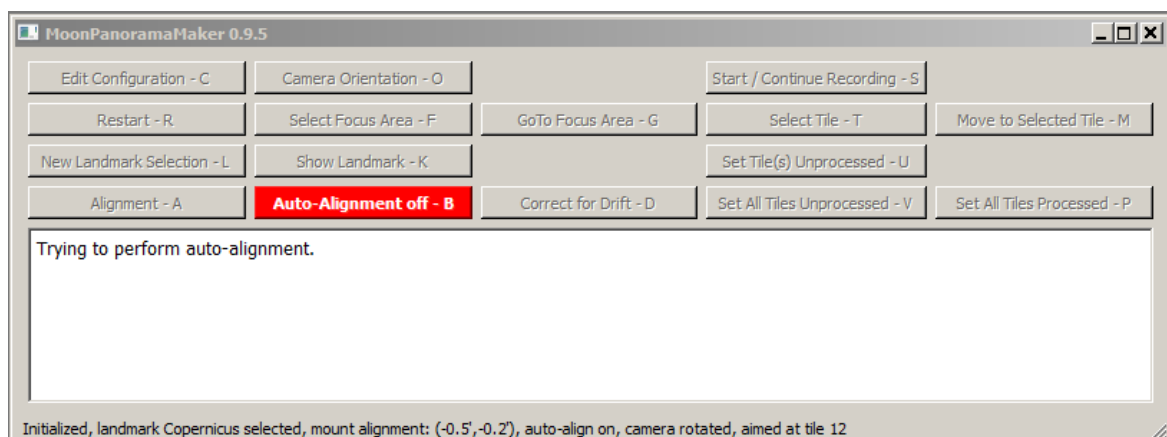 MoonPanoramaMaker 0.9.5
Edit Configuration - C Camera Orientation - O Start / Continue Recording - S
Restart - R Select Focus Area - F GoTo Focus Area - G Select Tile - T Move to Selected Tile - M
New Landmark Selection - L Show Landmark - K Set Tile(s) Unprocessed - U
Alignment - A Auto-Alignment off - B Correct for Drift - D Set All Tiles Unprocessed - V Set All Tiles Processed - P
Trying to perform auto-alignment.
Initialized, landmark Copernicus selected, mount alignment: (-0.5',-0.2'), auto-align on, camera rotated, aimed at tile 12